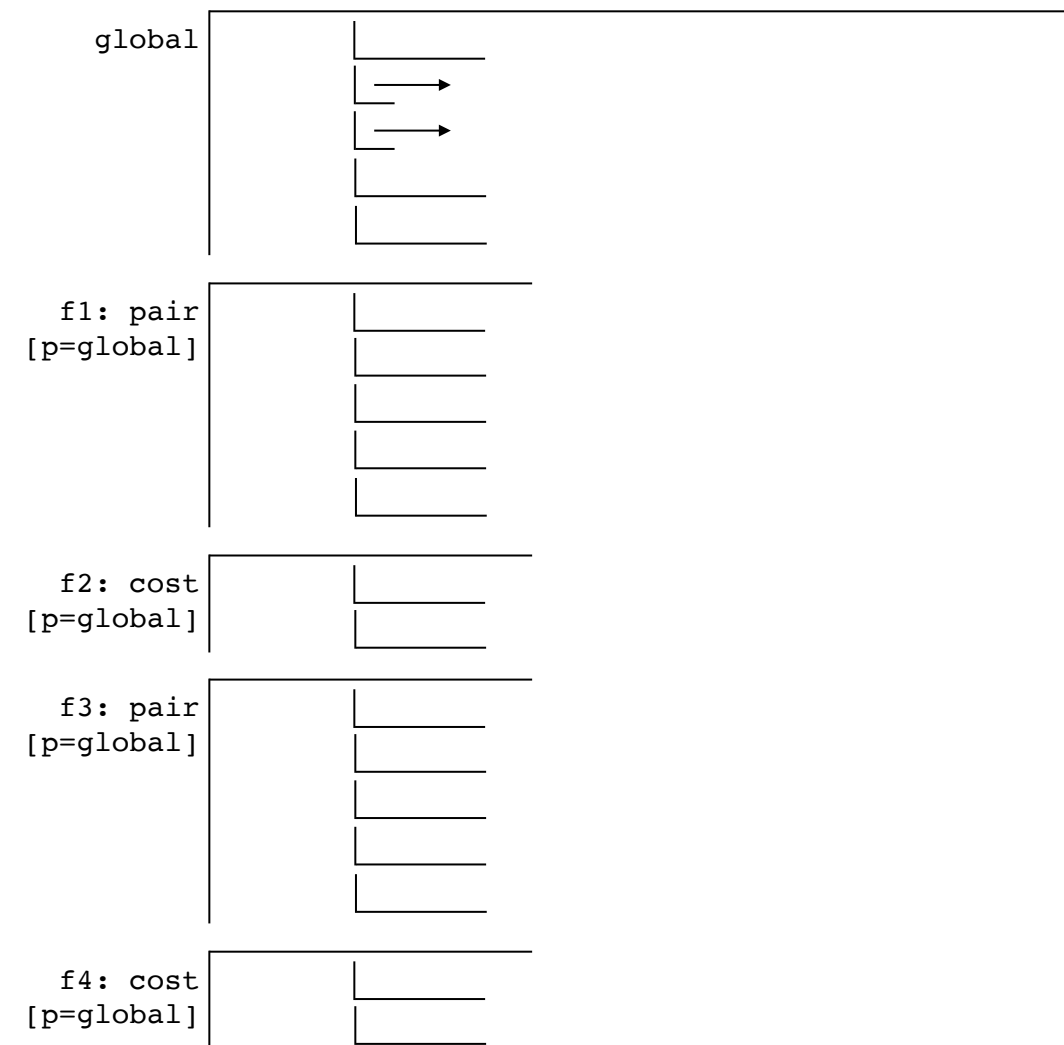 global
f1: pair
[p=global]
f2: cost
[p=global]
f3: pair
[p=global]
f4: cost
[p=global]